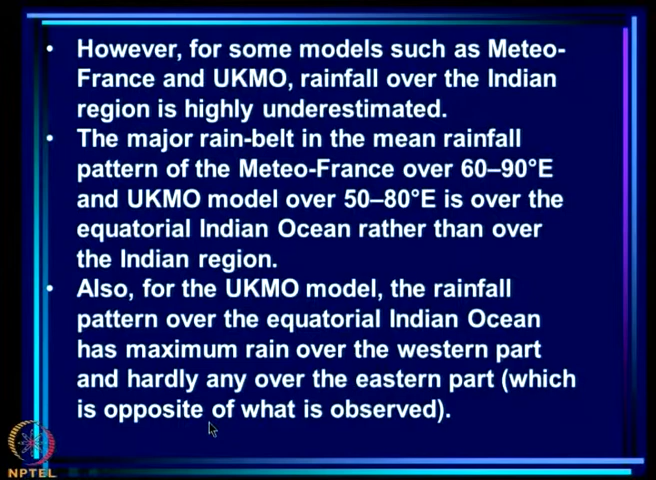 • However, for some models such as Meteo-
France and UKMO, rainfall over the Indian
region is highly underestimated.
• The major rain-belt in the mean rainfall
pattern of the Meteo-France over 60–90°E
and UKMO model over 50–80°E is over the
equatorial Indian Ocean rather than over
the Indian region.
• Also, for the UKMO model, the rainfall
pattern over the equatorial Indian Ocean
has maximum rain over the western part
and hardly any over the eastern part (which
is opposite of what is observed).
NPTEL